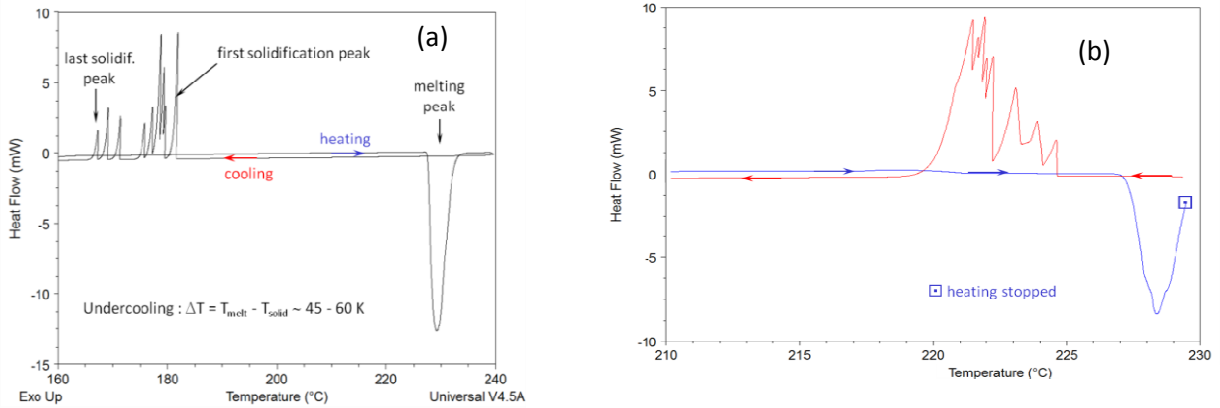 (a)
last solidif.
peak
first solidification peak
melting
peak
heating
cooling
Undercooling : ΔT = Tmelt - Tsolid ~ 45 - 60 K
Heat Flow (mW)
10
5
0
-5
-10
-15
160
180
200
220
240
Exo Up
Temperature (°C)
Universal V4.5A
(b)
heating stopped
Heat Flow (mW)
10
5
0
-5
-10
210
215
220
225
230
Temperature (°C)